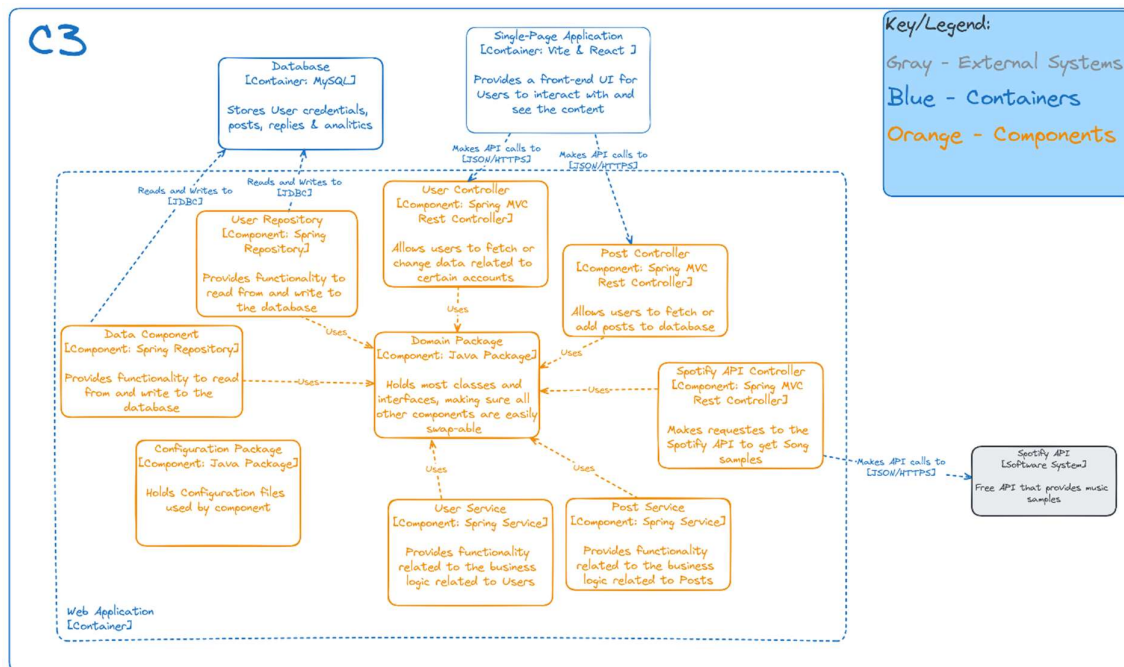 C3
Key/Legend:
Gray - External Systems
Blue - Containers
Orange - Components
Database
[Container: MySQL]
Stores User credentials,
posts, replies & analitics
Single-Page Application
[Container: Vite & React ]
Provides a front-end UI for
Users to interact with and
see the content
Makes API calls to
[JSON/HTTPS]
Makes API calls to
[JSON/HTTPS]
Reads and Writes to
[JDBC]
Reads and Writes to
[JDBC]
User Controller
[Component: Spring MVC
Rest Controller]
Allows users to fetch or
change data related to
certain accounts
User Repository
[Component: Spring
Repository]
Provides functionality to
read from and write to
the database
Post Controller
[Component: Spring MVC
Rest Controller]
Allows users to fetch or
add posts to database
Uses
Uses
Uses
Data Component
[Component: Spring Repository]
Provides functionality to read
from and write to the
database
Uses
Domain Package
[Component: Java Package]
Holds most classes and
interfaces, making sure all
other components are easily
swap-able
Uses
Spotify API Controller
[Component: Spring MVC
Rest Controller]
Makes requestes to the
Spotify API to get Song
samples
Makes API calls to
[JSON/HTTPS]
Spotify API
[Software System]
Free API that provides music
samples
Configuration Package
[Component: Java Package]
Holds Configuration files
used by component
Uses
Uses
User Service
[Component: Spring Service]
Provides functionality
related to the business
logic related to Users
Post Service
[Component: Spring Service]
Provides functionality
related to the business
logic related to Posts
Web Application
[Container]